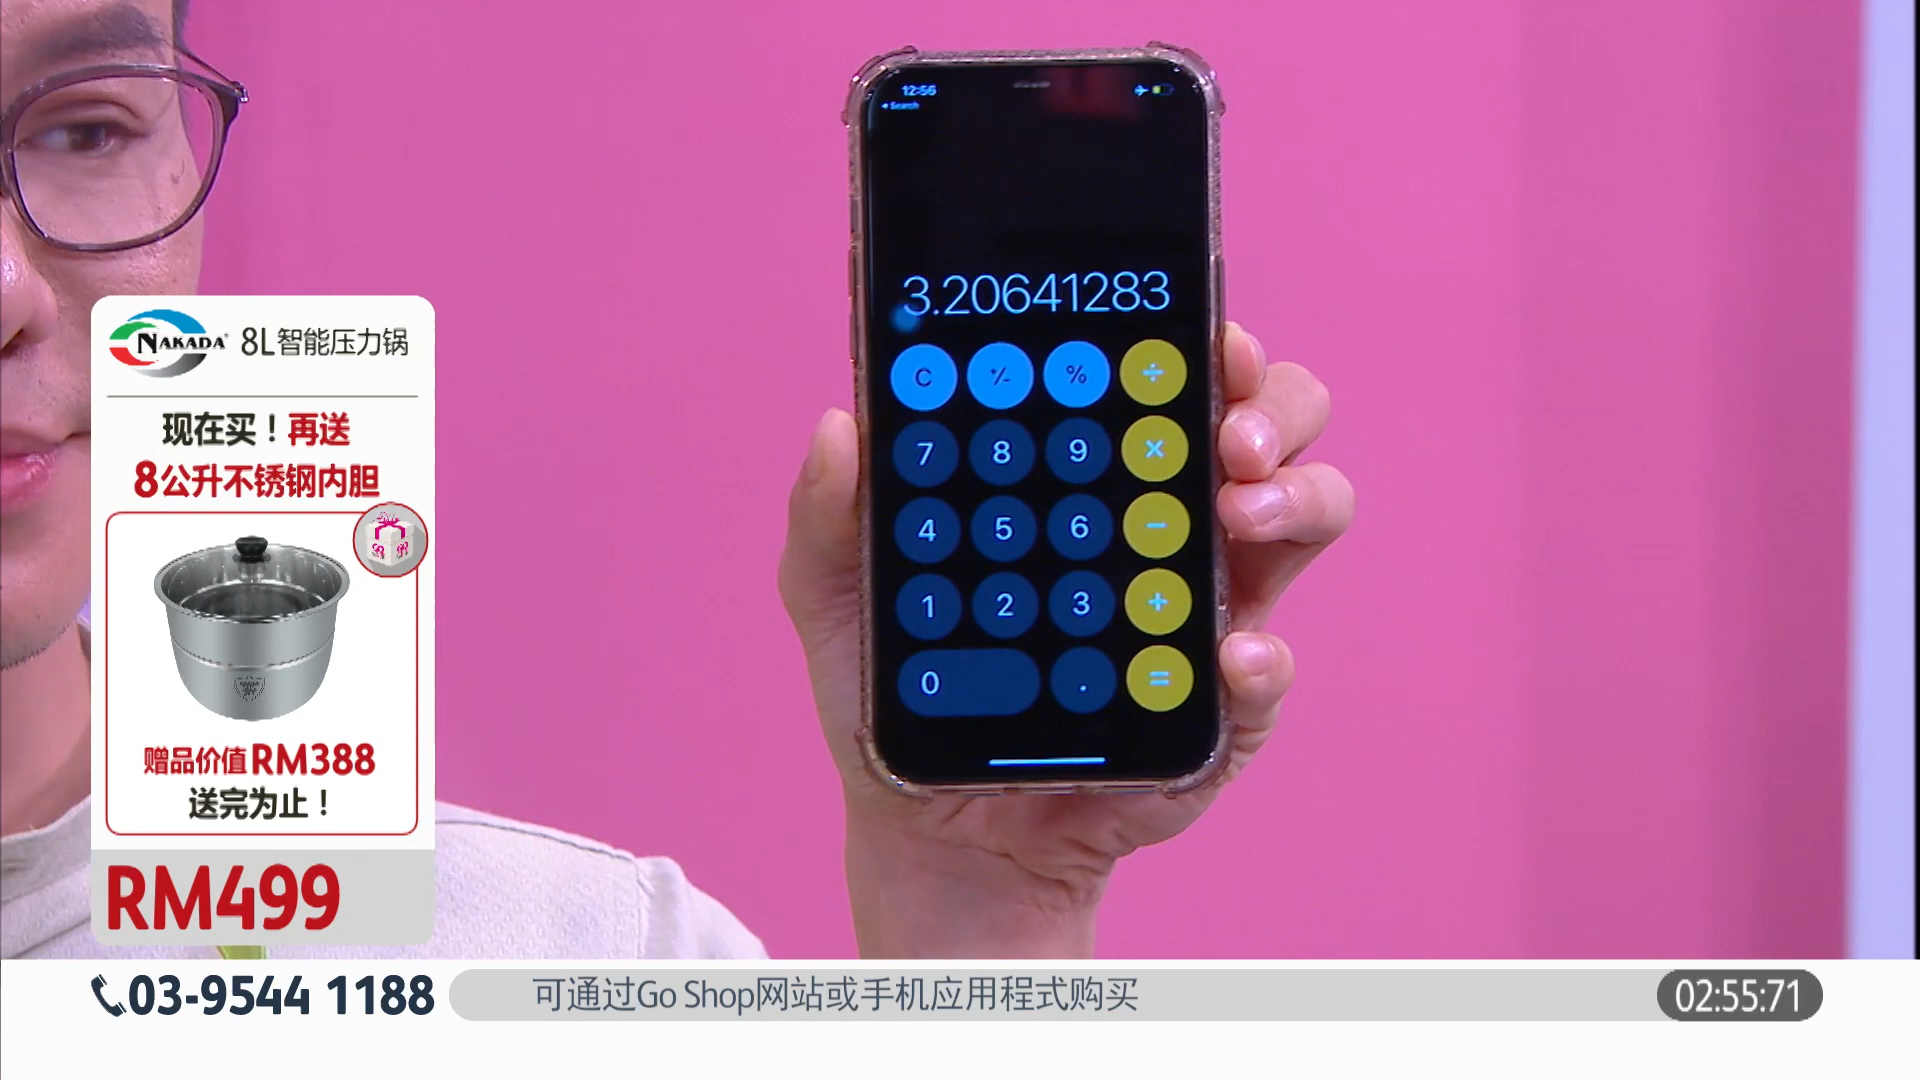 NAKADA 8L智能压力锅
现在买！再送
8公升不锈钢内胆
赠品价值RM388
送完为止！
RM499
12:56
Search
3.20641283
C +/- % ÷
7 8 9 ×
4 5 6 −
1 2 3 +
0 . =
03-9544 1188
可通过Go Shop网站或手机应用程式购买
02:55:71